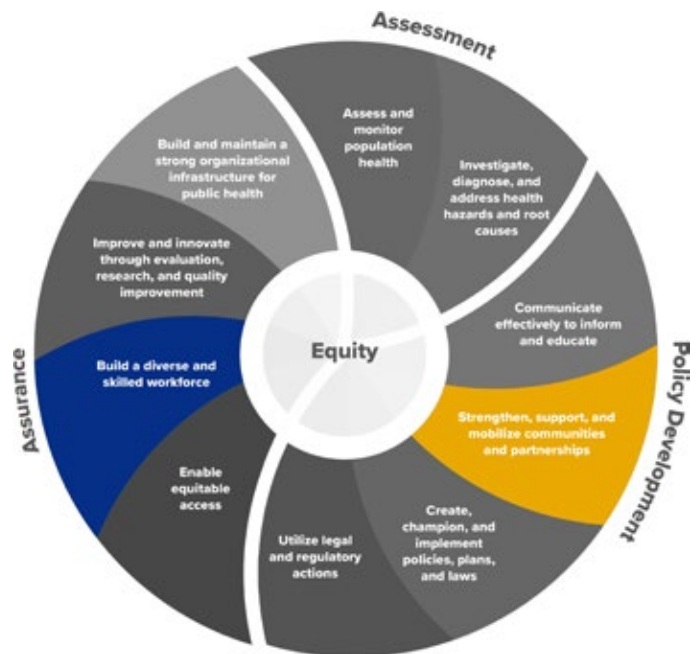 Assessment
Assess and
monitor
population
health
Investigate,
diagnose, and
address health
hazards and root
causes
Communicate
effectively to inform
and educate
Policy Development
Strengthen, support, and
mobilize communities
and partnerships
Create,
champion, and
implement
policies, plans,
and laws
Utilize legal
and regulatory
actions
Enable
equitable
access
Assurance
Build a diverse and
skilled workforce
Improve and innovate
through evaluation,
research, and quality
improvement
Build and maintain a
strong organizational
infrastructure for
public health
Equity